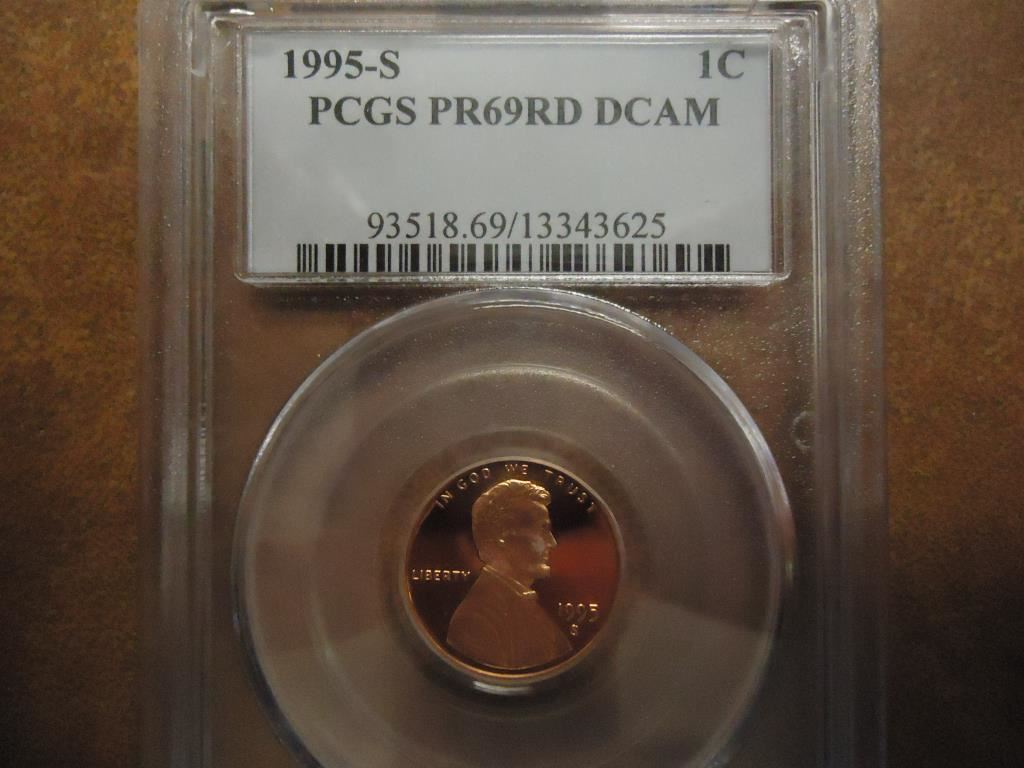 1995-S 1C
PCGS PR69RD DCAM
93518.69/13343625
IN GOD WE TRUST
LIBERTY
1995
S